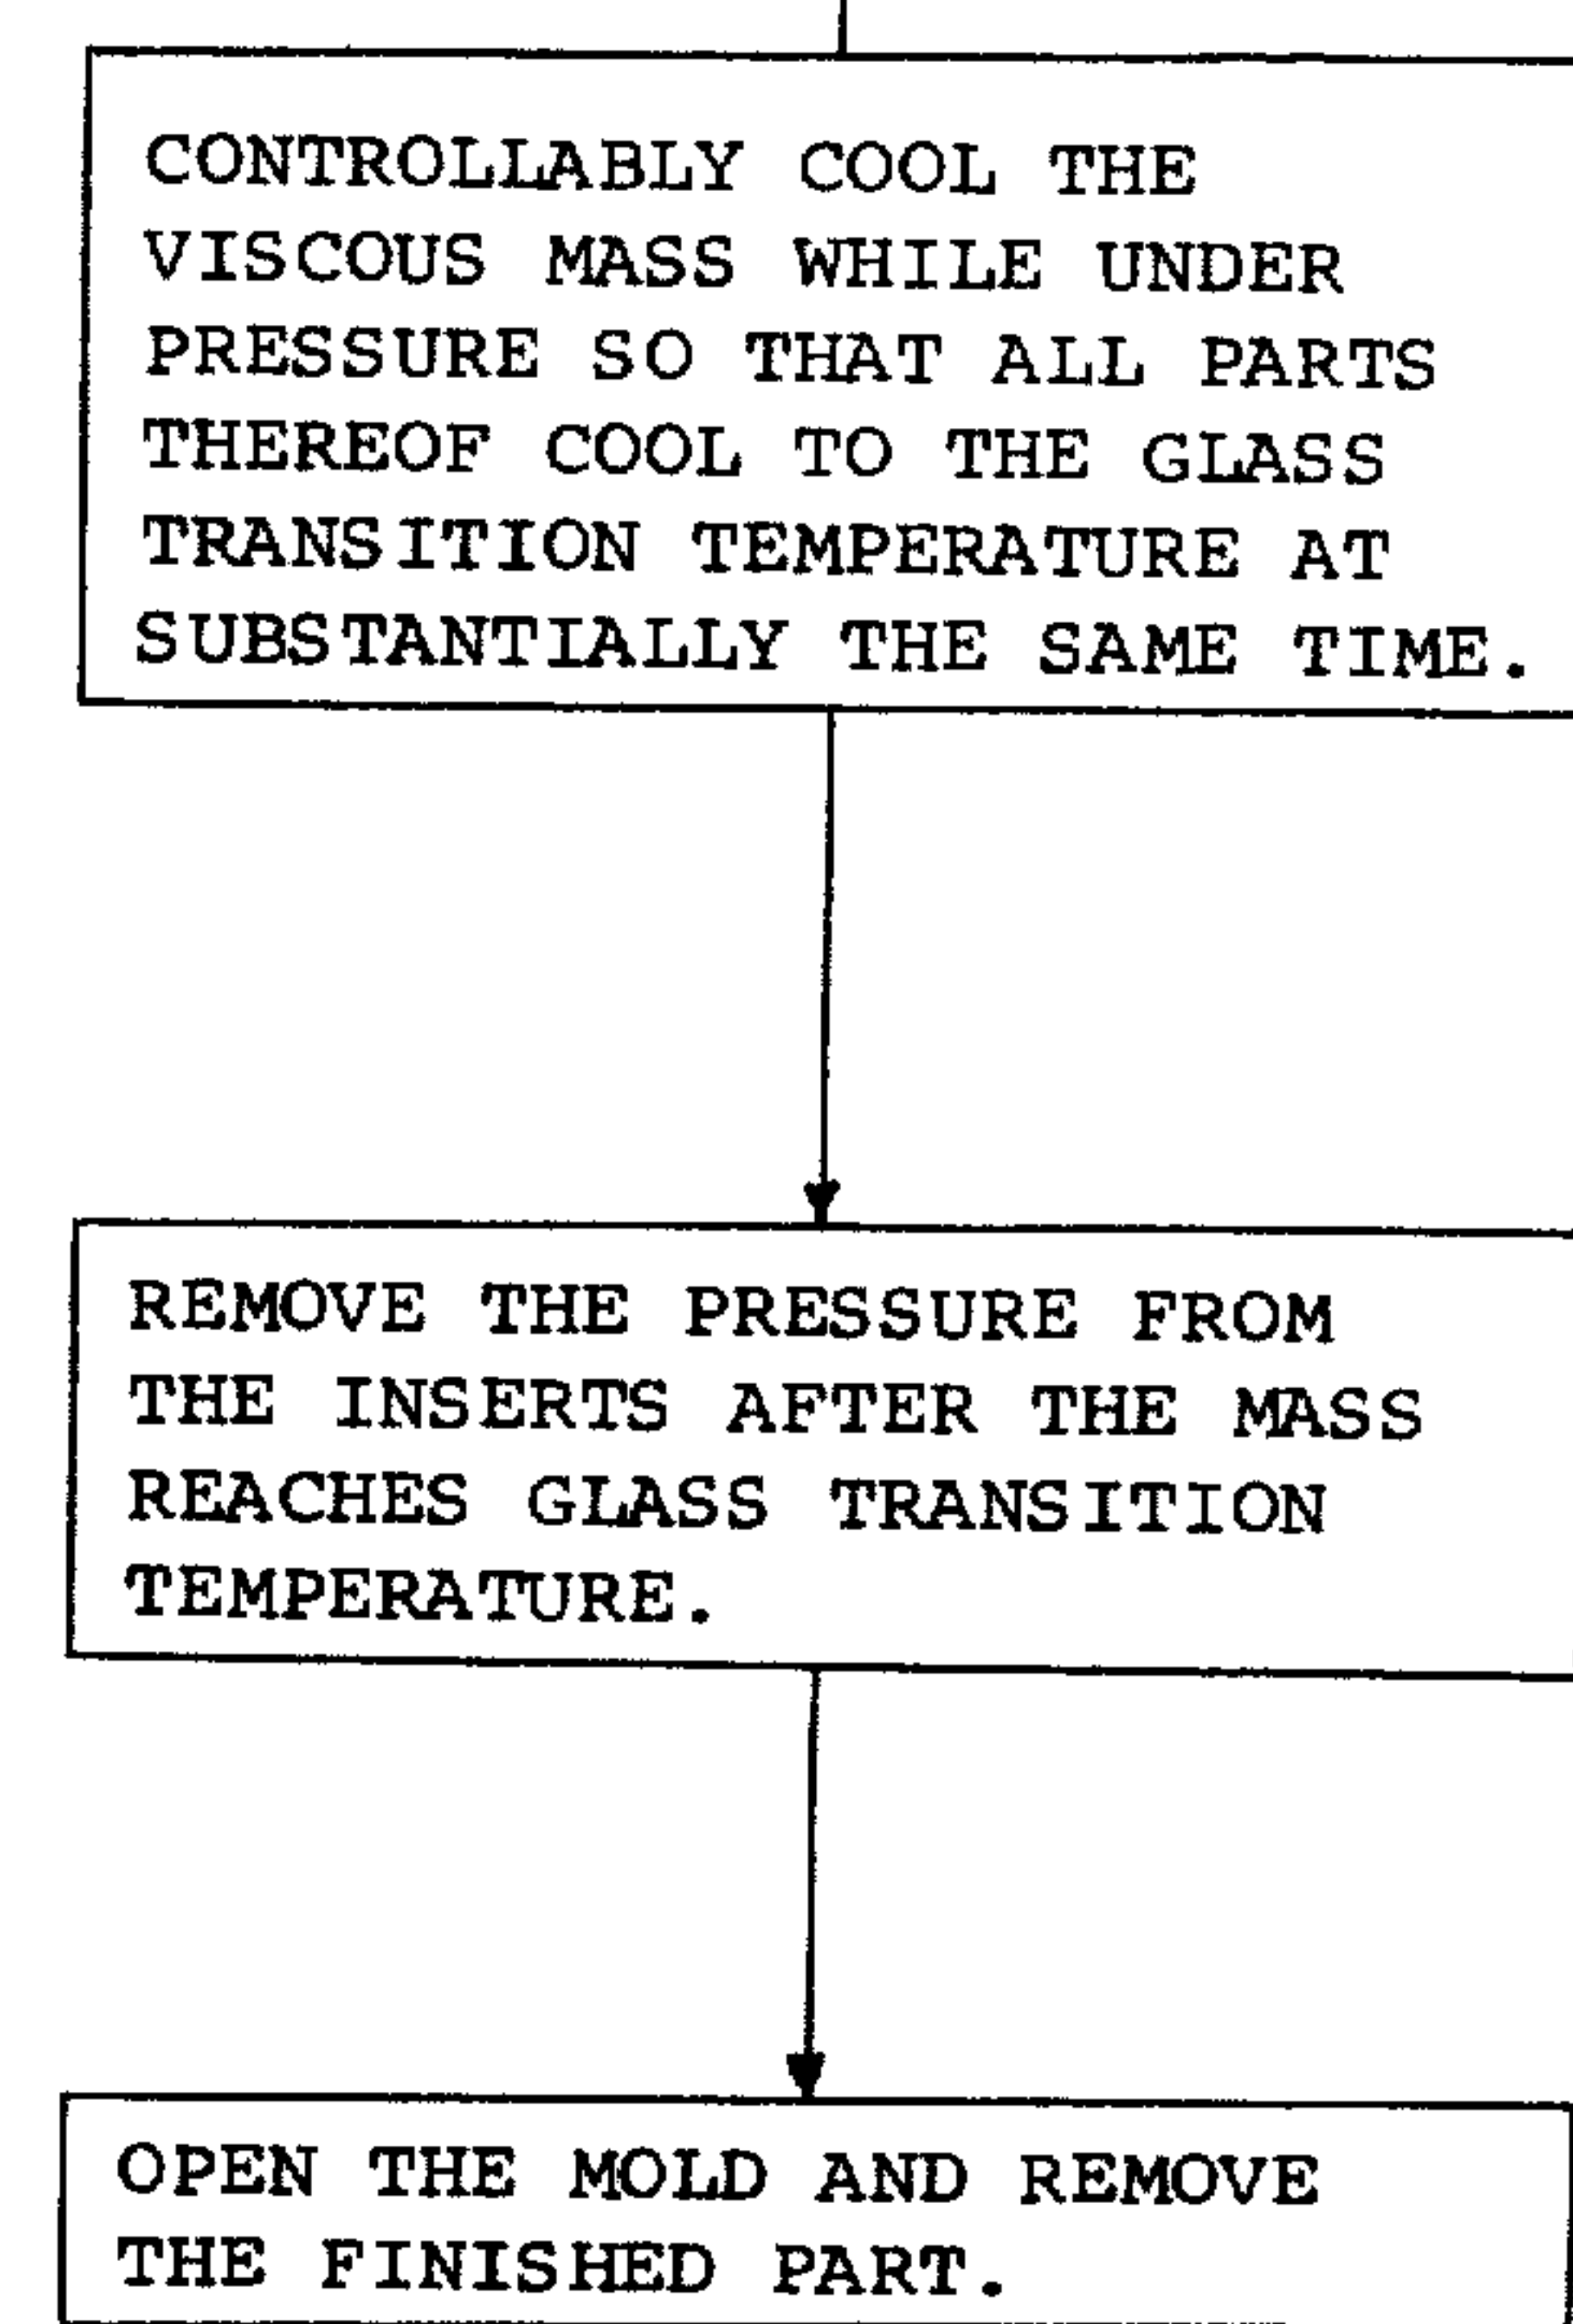 CONTROLLABLY COOL THE
VISCOUS MASS WHILE UNDER
PRESSURE SO THAT ALL PARTS
THEREOF COOL TO THE GLASS
TRANSITION TEMPERATURE AT
SUBSTANTIALLY THE SAME TIME.
REMOVE THE PRESSURE FROM
THE INSERTS AFTER THE MASS
REACHES GLASS TRANSITION
TEMPERATURE.
OPEN THE MOLD AND REMOVE
THE FINISHED PART.